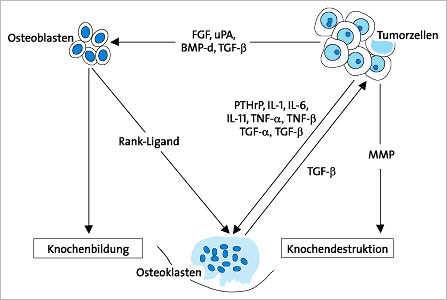 Osteoblasten
FGF, uPA,
BMP-d, TGF-β
Tumorzellen
PTHrP, IL-1, IL-6,
IL-11, TNF-α, TNF-β
TGF-α, TGF-β
Rank-Ligand
MMP
TGF-β
Knochenbildung
Knochendestruktion
Osteoklasten